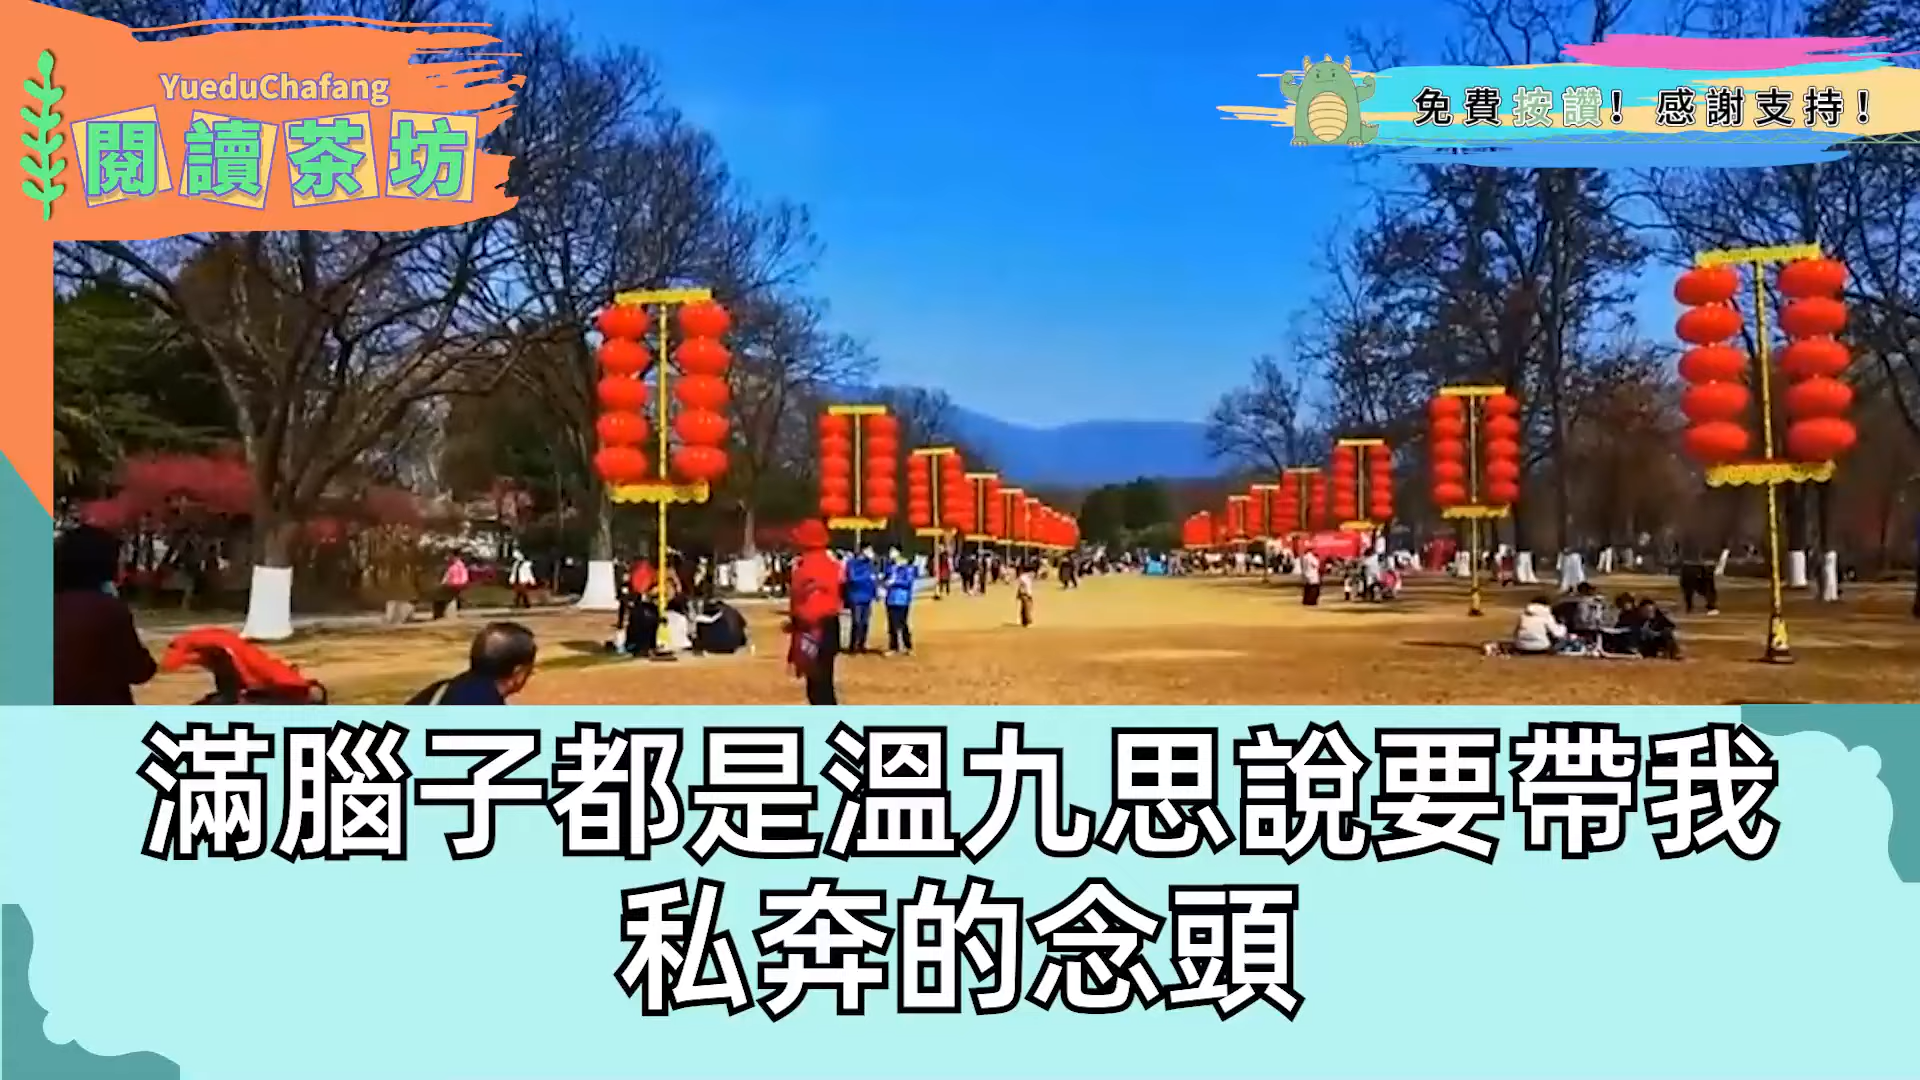 YueduChafang
閱讀茶坊
免費按讚！感謝支持！
滿腦子都是溫九思說要帶我
私奔的念頭